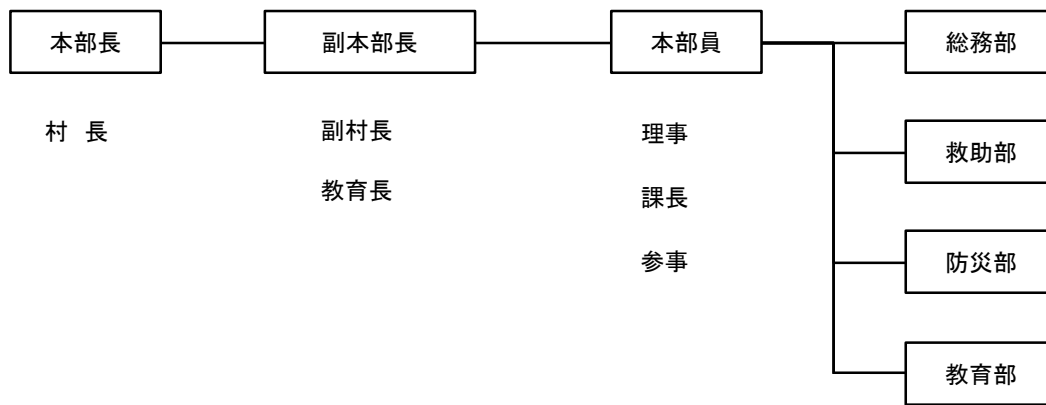 本部長
副本部長
本部員
総務部
村 長
副村長
理事
救助部
教育長
課長
参事
防災部
教育部